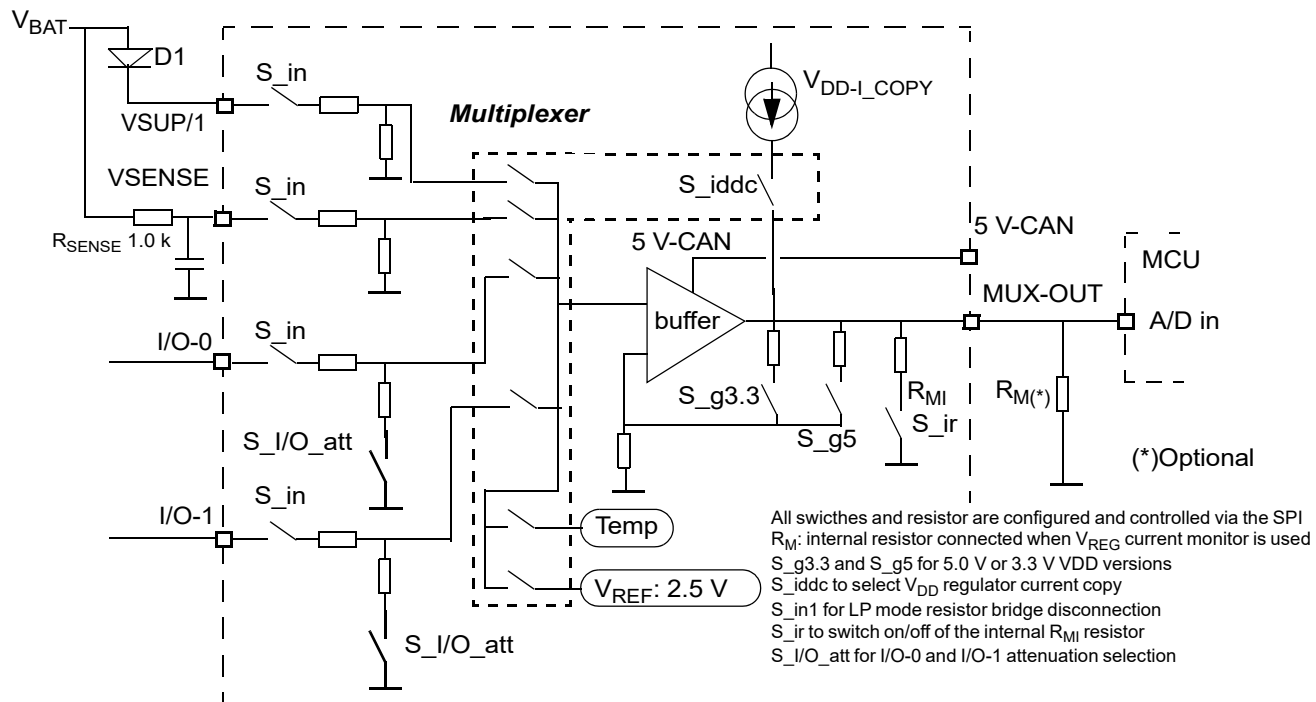 VBAT
D1
S_in
VDD-I_COPY
VSUP/1
Multiplexer
VSENSE
S_in
S_iddc
RSENSE 1.0 k
5 V-CAN
5 V-CAN
MCU
MUX-OUT
buffer
A/D in
I/O-0
S_in
S_g3.3
RMI
RM(*)
S_ir
S_g5
S_I/O_att
(*)Optional
S_in
I/O-1
Temp
VREF: 2.5 V
S_I/O_att
All swicthes and resistor are configured and controlled via the SPI
RM: internal resistor connected when VREG current monitor is used
S_g3.3 and S_g5 for 5.0 V or 3.3 V VDD versions
S_iddc to select VDD regulator current copy
S_in1 for LP mode resistor bridge disconnection
S_ir to switch on/off of the internal RMI resistor
S_I/O_att for I/O-0 and I/O-1 attenuation selection